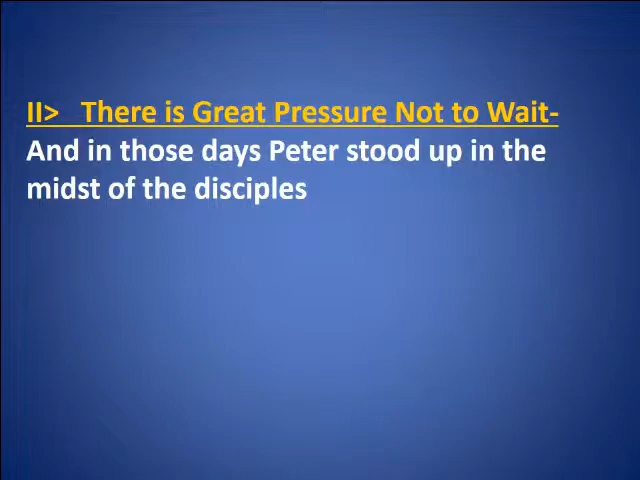 II>   There is Great Pressure Not to Wait-
And in those days Peter stood up in the
midst of the disciples